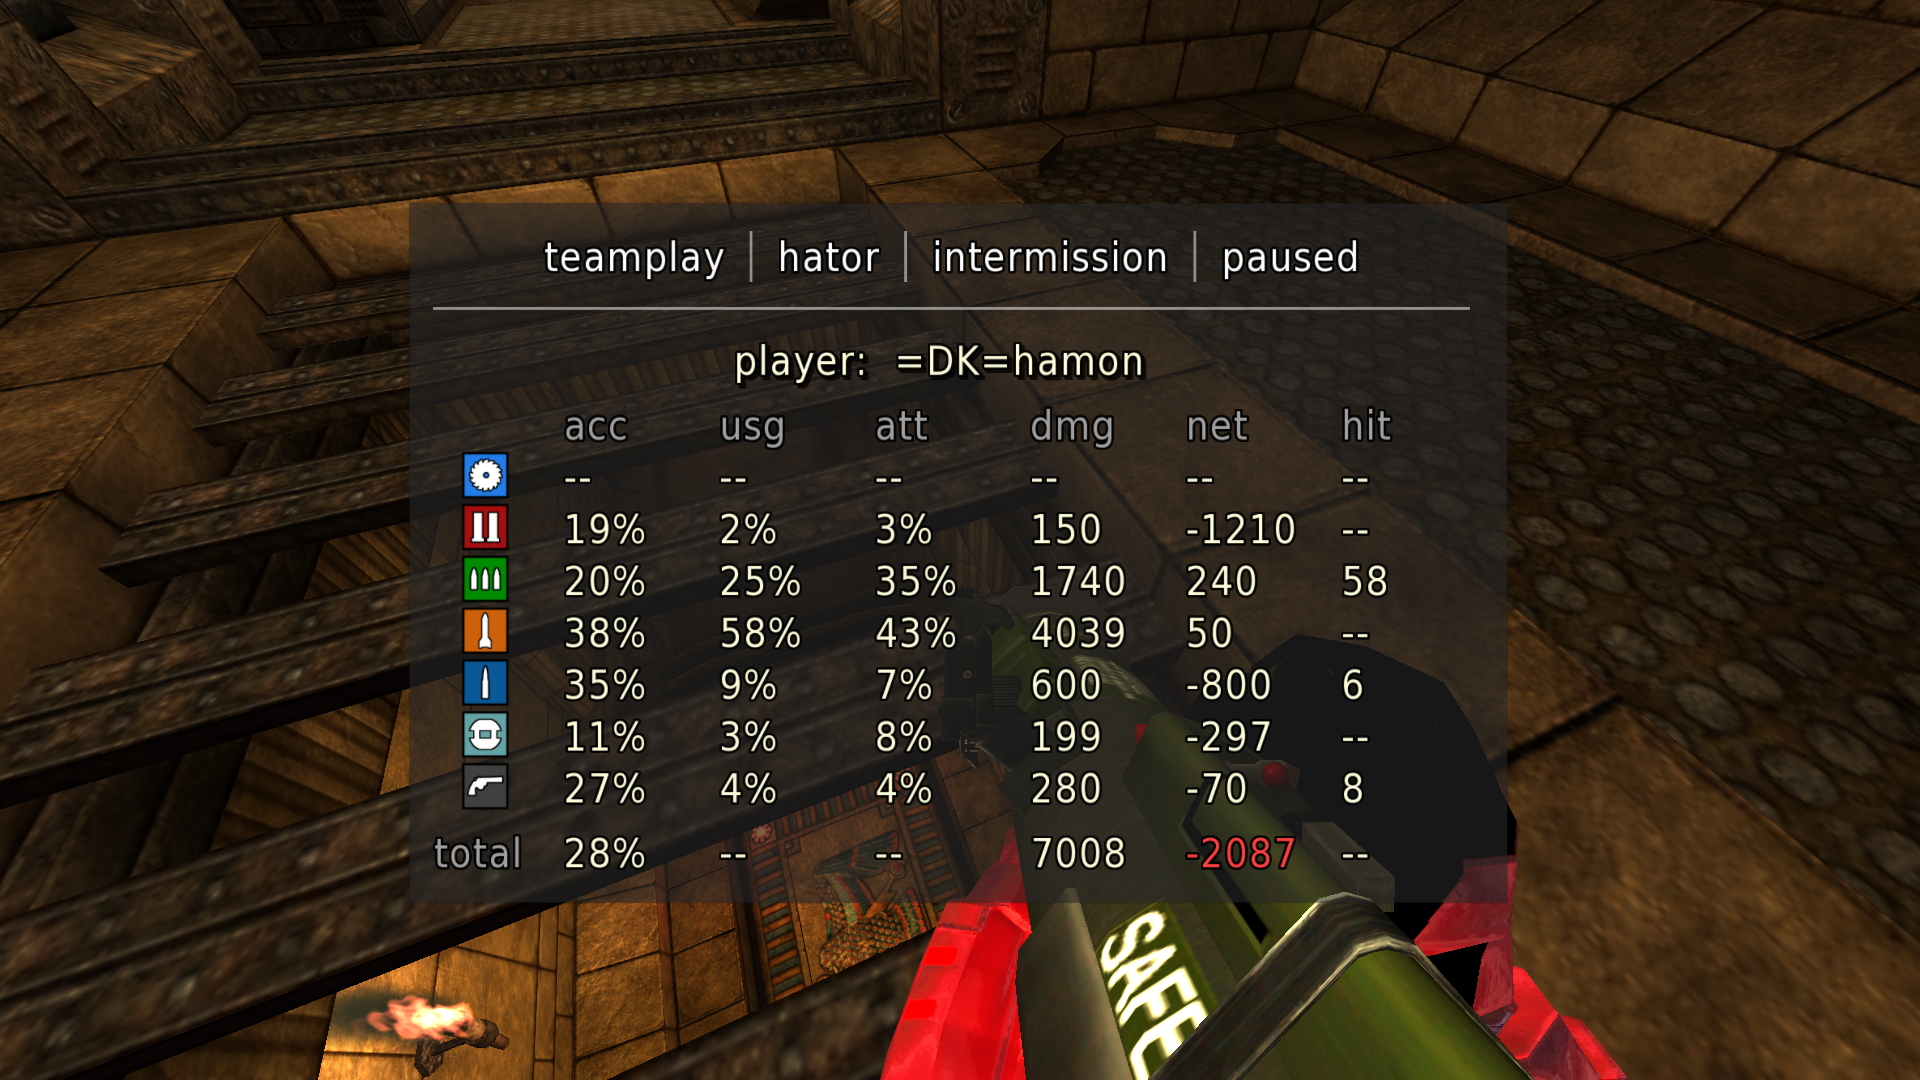 teamplay | hator | intermission | paused
player: =DK=hamon
acc usg att dmg net hit
-- -- -- -- -- --
19% 2% 3% 150 -1210 --
20% 25% 35% 1740 240 58
38% 58% 43% 4039 50 --
35% 9% 7% 600 -800 6
11% 3% 8% 199 -297 --
27% 4% 4% 280 -70 8
total 28% -- -- 7008 -2087 --
SAFE